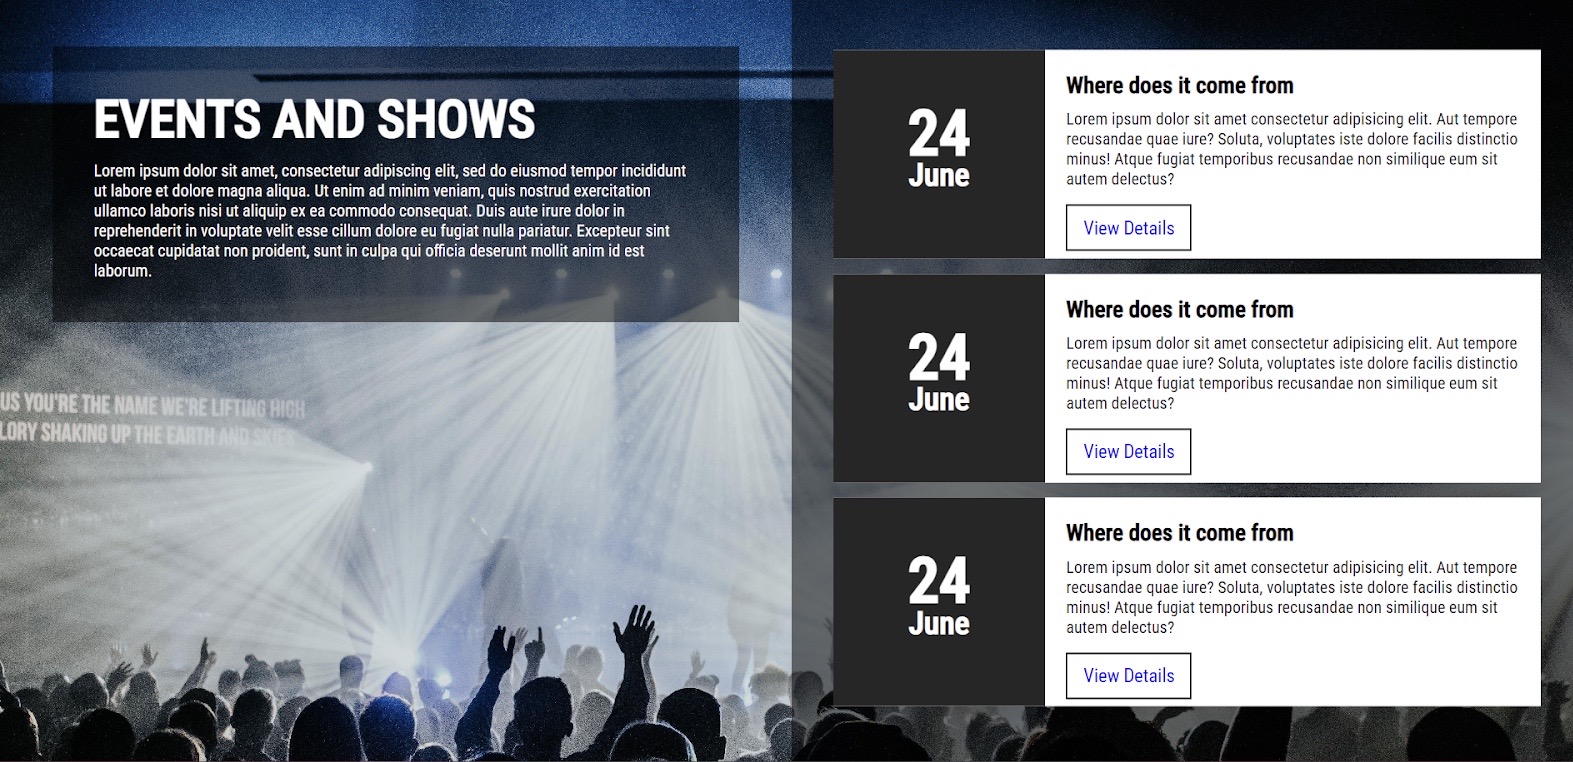 EVENTS AND SHOWS
Lorem ipsum dolor sit amet, consectetur adipiscing elit, sed do eiusmod tempor incididunt
ut labore et dolore magna aliqua. Ut enim ad minim veniam, quis nostrud exercitation
ullamco laboris nisi ut aliquip ex ea commodo consequat. Duis aute irure dolor in
reprehenderit in voluptate velit esse cillum dolore eu fugiat nulla pariatur. Excepteur sint
occaecat cupidatat non proident, sunt in culpa qui officia deserunt mollit anim id est
laborum.
US YOU'RE THE NAME WE'RE LIFTING HIGH
LORY SHAKING UP THE EARTH AND SKIES
24
June
Where does it come from
Lorem ipsum dolor sit amet consectetur adipisicing elit. Aut tempore
recusandae quae iure? Soluta, voluptates iste dolore facilis distinctio
minus! Atque fugiat temporibus recusandae non similique eum sit
autem delectus?
View Details
24
June
Where does it come from
Lorem ipsum dolor sit amet consectetur adipisicing elit. Aut tempore
recusandae quae iure? Soluta, voluptates iste dolore facilis distinctio
minus! Atque fugiat temporibus recusandae non similique eum sit
autem delectus?
View Details
24
June
Where does it come from
Lorem ipsum dolor sit amet consectetur adipisicing elit. Aut tempore
recusandae quae iure? Soluta, voluptates iste dolore facilis distinctio
minus! Atque fugiat temporibus recusandae non similique eum sit
autem delectus?
View Details